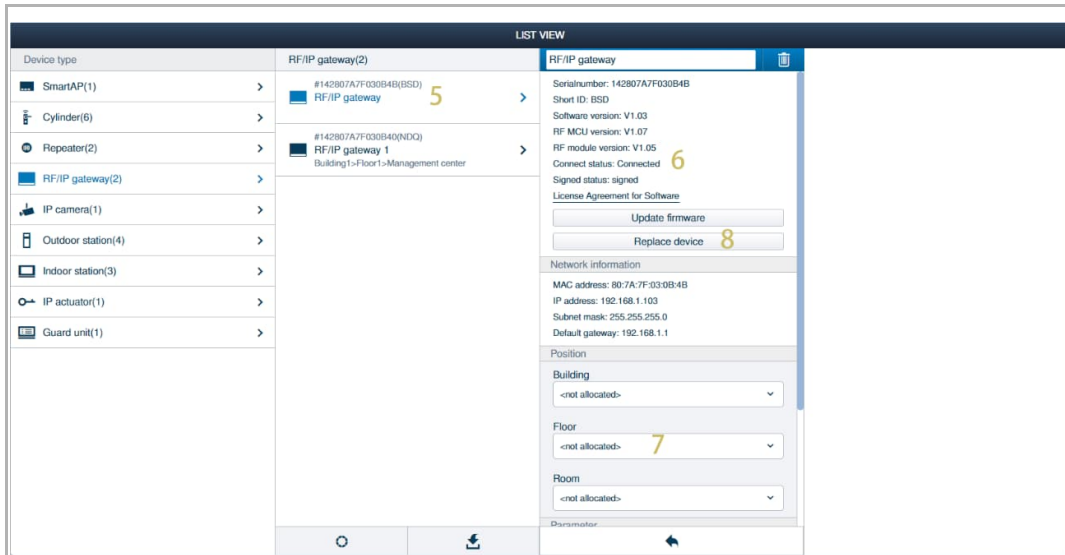 LIST VIEW
Device type
SmartAP(1)
Cylinder(6)
Repeater(2)
RF/IP gateway(2)
IP camera(1)
Outdoor station(4)
Indoor station(3)
IP actuator(1)
Guard unit(1)
RF/IP gateway(2)
#142807A7F030B4B(BSD)
RF/IP gateway
5
#142807A7F030B40(NDQ)
RF/IP gateway 1
Building1>Floor1>Management center
RF/IP gateway
Serialnumber: 142807A7F030B4B
Short ID: BSD
Software version: V1.03
RF MCU version: V1.07
RF module version: V1.05
Connect status: Connected
6
Signed status: signed
License Agreement for Software
Update firmware
Replace device
8
Network information
MAC address: 80:7A:7F:03:0B:4B
IP address: 192.168.1.103
Subnet mask: 255.255.255.0
Default gateway: 192.168.1.1
Position
Building
<not allocated>
Floor
<not allocated>
7
Room
<not allocated>
Parameter